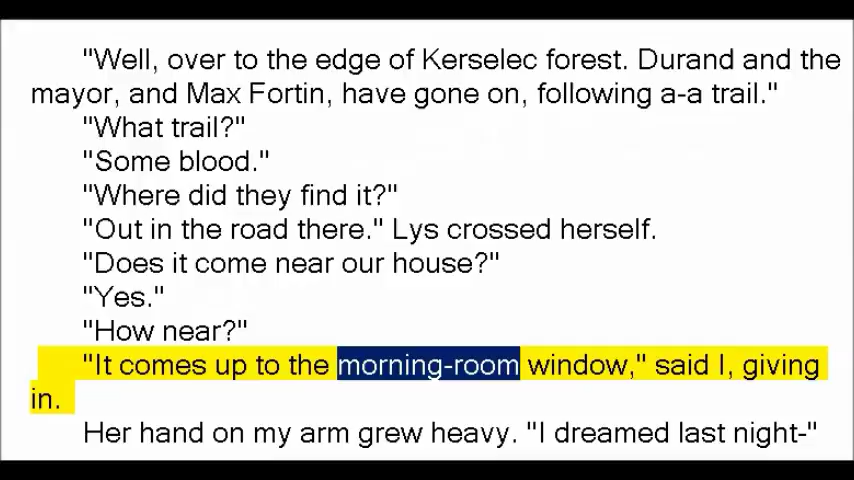 "Well, over to the edge of Kerselec forest. Durand and the
mayor, and Max Fortin, have gone on, following a-a trail."
"What trail?"
"Some blood."
"Where did they find it?"
"Out in the road there." Lys crossed herself.
"Does it come near our house?"
"Yes."
"How near?"
"It comes up to the morning-room window," said I, giving
in.
Her hand on my arm grew heavy. "I dreamed last night-"